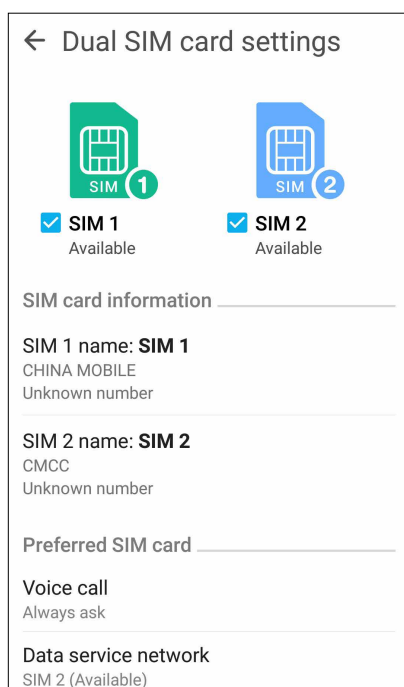 Dual SIM card settings
SIM 1 SIM 2
SIM 1 SIM 2
Available Available
SIM card information
SIM 1 name: SIM 1
CHINA MOBILE
Unknown number
SIM 2 name: SIM 2
CMCC
Unknown number
Preferred SIM card
Voice call
Always ask
Data service network
SIM 2 (Available)